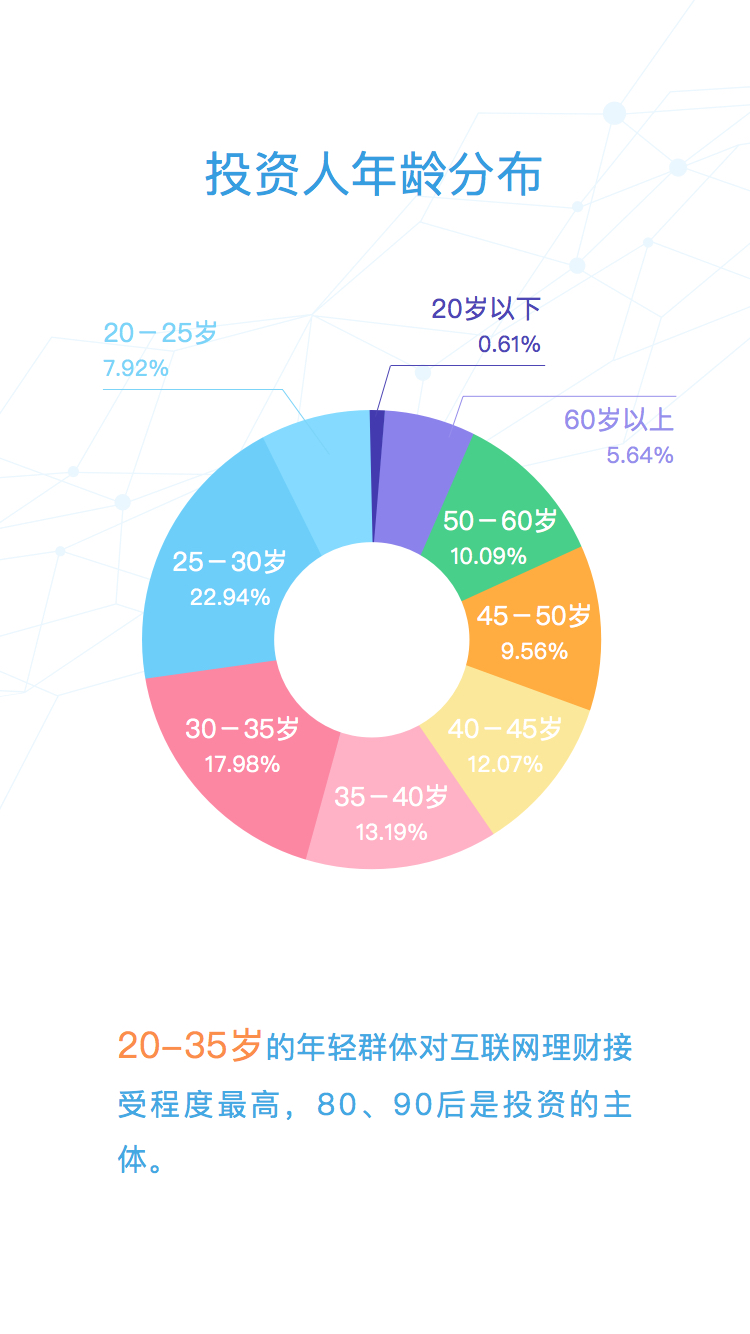 投资人年龄分布
20岁以下
0.61%
20－25岁
7.92%
60岁以上
5.64%
50－60岁
10.09%
25－30岁
22.94%
45－50岁
9.56%
30－35岁
17.98%
40－45岁
12.07%
35－40岁
13.19%
20–35岁的年轻群体对互联网理财接
受程度最高，80、90后是投资的主
体。